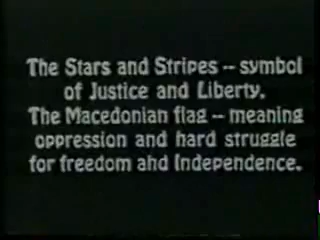 The Stars and Stripes -- symbol
of Justice and Liberty.
The Macedonian flag -- meaning
oppression and hard struggle
for freedom and Independence.